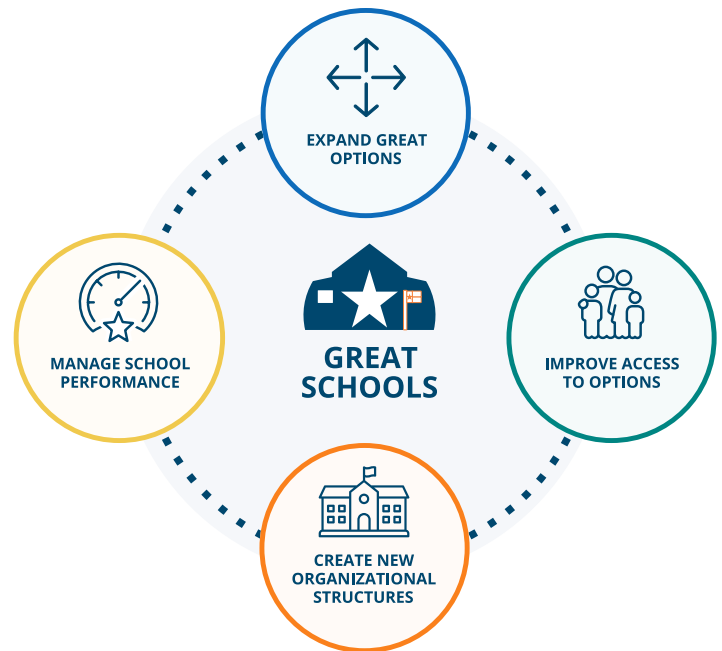 EXPAND GREAT
OPTIONS
MANAGE SCHOOL
PERFORMANCE
GREAT
SCHOOLS
IMPROVE ACCESS
TO OPTIONS
CREATE NEW
ORGANIZATIONAL
STRUCTURES